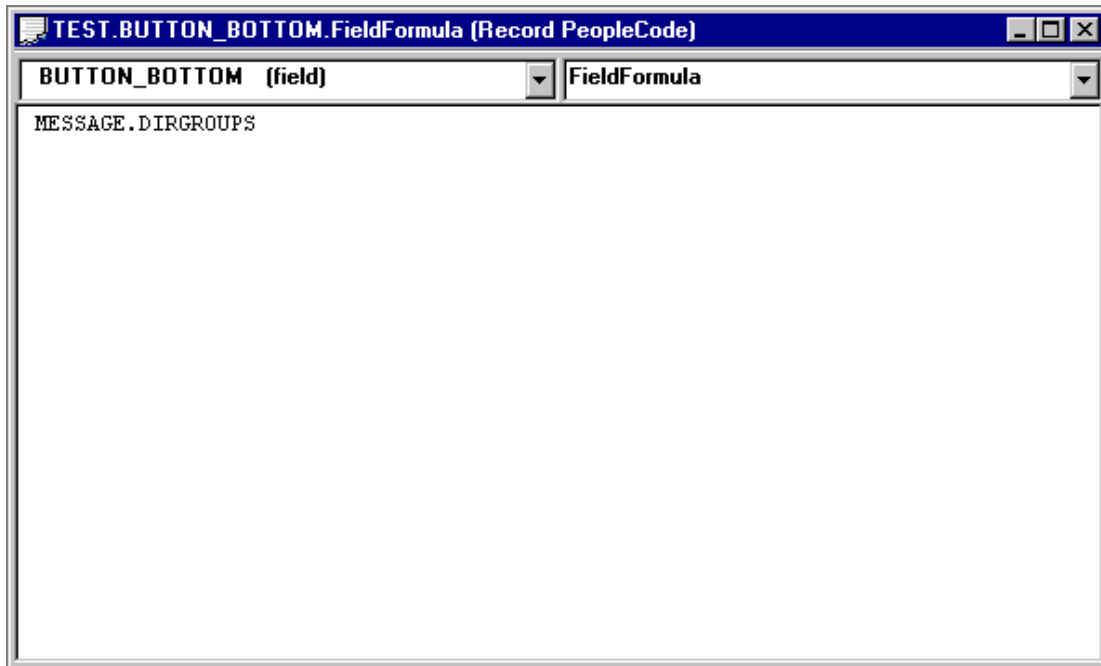 TEST.BUTTON_BOTTOM.FieldFormula (Record PeopleCode)
BUTTON_BOTTOM (field) FieldFormula
MESSAGE.DIRGROUPS